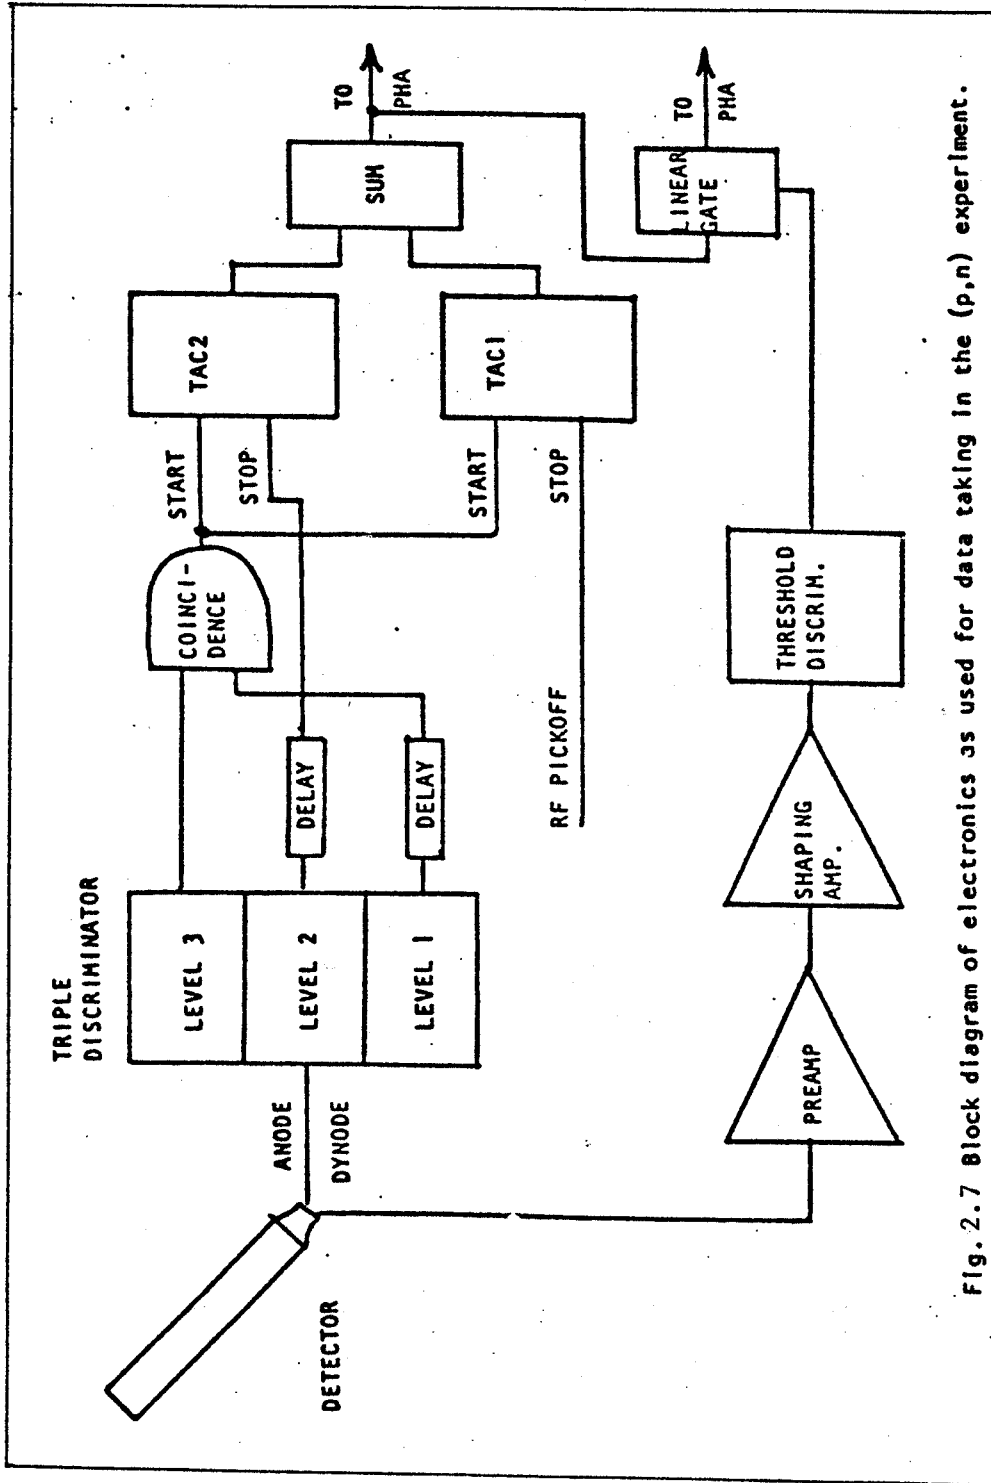 TRIPLE
DISCRIMINATOR
LEVEL 3
LEVEL 2
LEVEL 1
ANODE
DYNODE
DETECTOR
DELAY
DELAY
COINCI-
DENCE
START
STOP
TAC2
START
STOP
TAC1
RF PICKOFF
SUM
TO
PHA
LINEAR
GATE
TO
PHA
PREAMP
SHAPING
AMP.
THRESHOLD
DISCRIM.
Fig. 2.7 Block diagram of electronics as used for data taking in the (p,n) experiment.